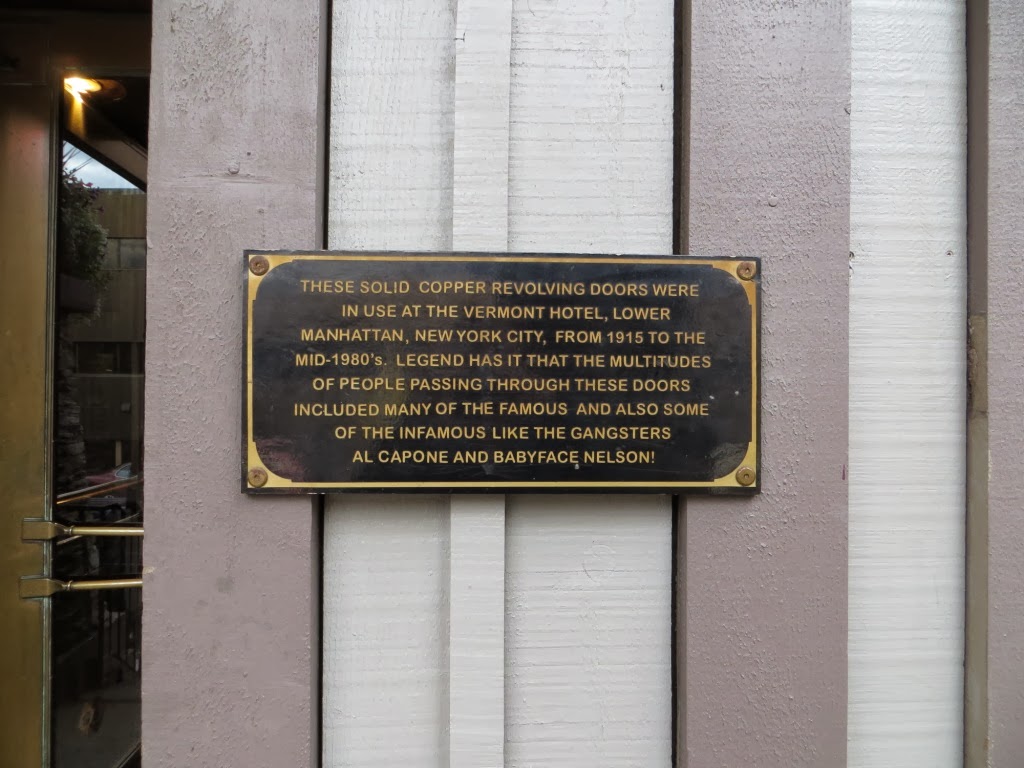 THESE SOLID COPPER REVOLVING DOORS WERE
IN USE AT THE VERMONT HOTEL, LOWER
MANHATTAN, NEW YORK CITY, FROM 1915 TO THE
MID-1980's. LEGEND HAS IT THAT THE MULTITUDES
OF PEOPLE PASSING THROUGH THESE DOORS
INCLUDED MANY OF THE FAMOUS AND ALSO SOME
OF THE INFAMOUS LIKE THE GANGSTERS
AL CAPONE AND BABYFACE NELSON!